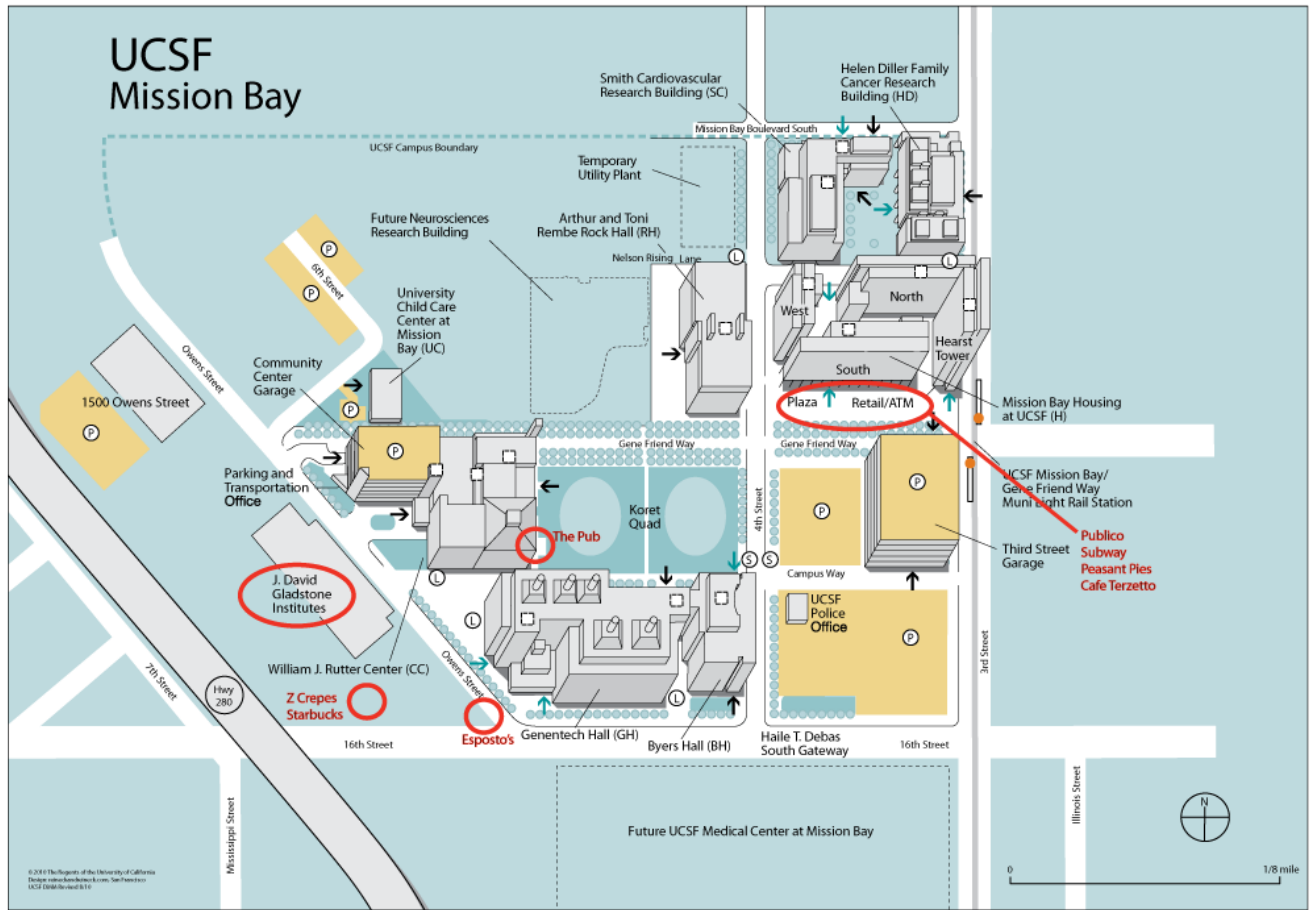 UCSF
Mission Bay
Smith Cardiovascular
Research Building (SC)
Helen Diller Family
Cancer Research
Building (HD)
Mission Bay Boulevard South
UCSF Campus Boundary
Temporary
Utility Plant
Future Neurosciences
Research Building
Arthur and Toni
Rembe Rock Hall (RH)
Nelson Rising Lane
L
L
P
P
6th Street
University
Child Care
Center at
Mission
Bay (UC)
West
North
South
Hearst
Tower
Owens Street
Community
Center
Garage
1500 Owens Street
P
P
P
Plaza
Retail/ATM
Mission Bay Housing
at UCSF (H)
Gene Friend Way
Gene Friend Way
Parking and
Transportation
Office
UCSF Mission Bay/
Gene Friend Way
Muni Light Rail Station
P
P
Koret
Quad
4th Street
The Pub
Publico
Subway
Peasant Pies
Cafe Terzetto
Third Street
Garage
S
S
Campus Way
L
J. David
Gladstone
Institutes
UCSF
Police
Office
P
L
3rd Street
William J. Rutter Center (CC)
Owens Street
7th Street
Hwy
280
Z Crepes
Starbucks
L
Esposto's
Genentech Hall (GH)
Byers Hall (BH)
Haile T. Debas
South Gateway
16th Street
16th Street
Mississippi Street
Illinois Street
Future UCSF Medical Center at Mission Bay
N
0
1/8 mile
© 2010 The Regents of the University of California